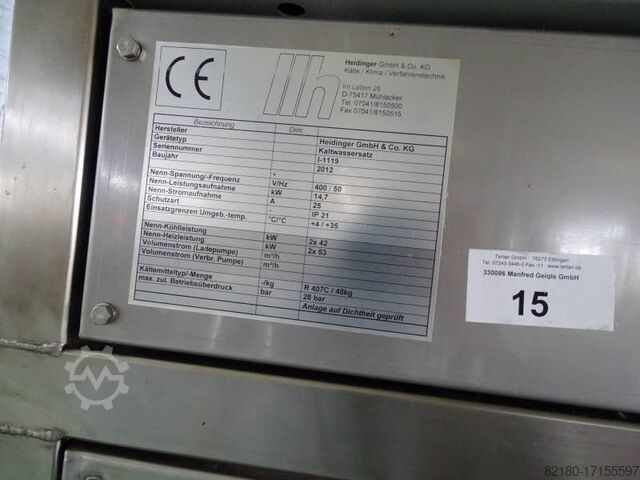 CE
Heidinger GmbH & Co. KG
Kälte / Klima / Verfahrenstechnik
Im Letten 26
D-75417 Mühlacker
Tel. 07041/8150500
Fax 07041/8150515
Bezeichnung Dim.
Hersteller Heidinger GmbH & Co. KG
Gerätetyp Kaltwassersatz
Seriennummer I-1119
Baujahr 2012
Nenn-Spannung/-Frequenz V/Hz 400 / 50
Nenn-Leistungsaufnahme kW 14,7
Nenn-Stromaufnahme A 25
Schutzart - IP 21
Einsatzgrenzen Umgeb.-temp. °C/°C +4 / +35
Nenn-Kühlleistung kW 2x 42
Nenn-Heizleistung kW 2x 53
Volumenstrom (Ladepumpe) m³/h
Volumenstrom (Verbr. Pumpe) m³/h
Kältemitteltyp/-Menge -/kg R 407C / 48kg
max. zul. Betriebsüberdruck bar 28 bar
Anlage auf Dichtheit geprüft
Tartan GmbH 76275 Ettlingen
330086 Manfred Geigle GmbH
15
82180-17155597